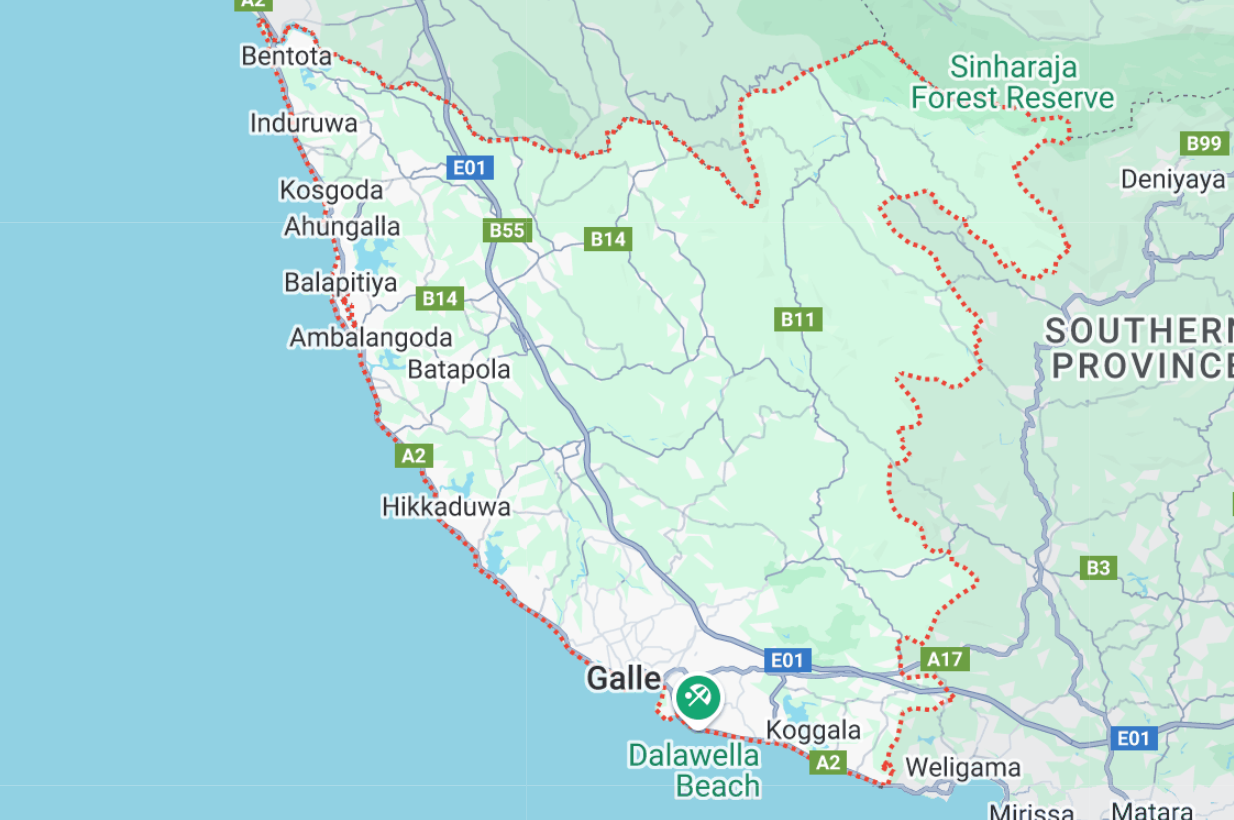 A2
Bentota
Sinharaja
Forest Reserve
Induruwa
B99
E01
Deniyaya
Kosgoda
Ahungalla
B55
B14
Balapitiya
B14
B11
Ambalangoda
SOUTHERN
PROVINCE
Batapola
A2
Hikkaduwa
B3
E01
A17
Galle
Koggala
E01
Dalawella
Beach
A2
Weligama
Mirissa
Matara